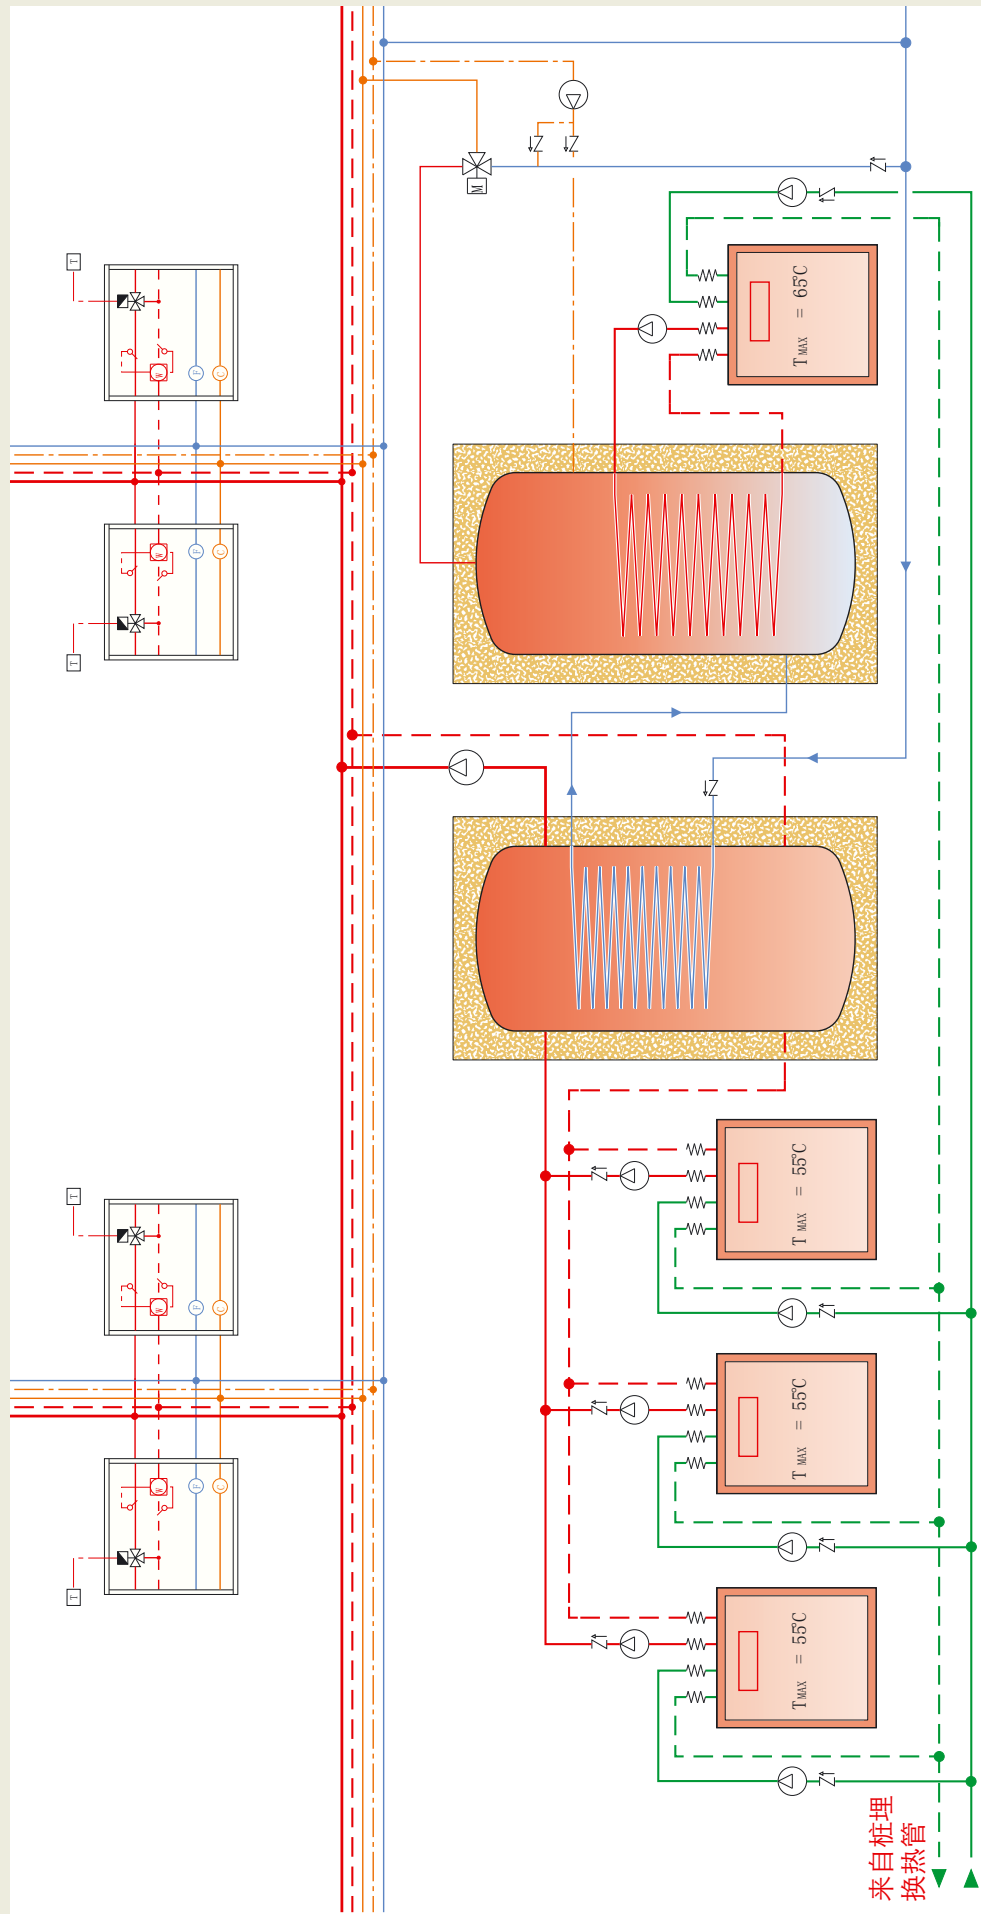 T
T
T
T
W
W
W
W
F
F
F
F
C
C
C
C
M
T MAX = 55℃
T MAX = 55℃
T MAX = 55℃
T MAX = 65℃
来自桩埋
换热管